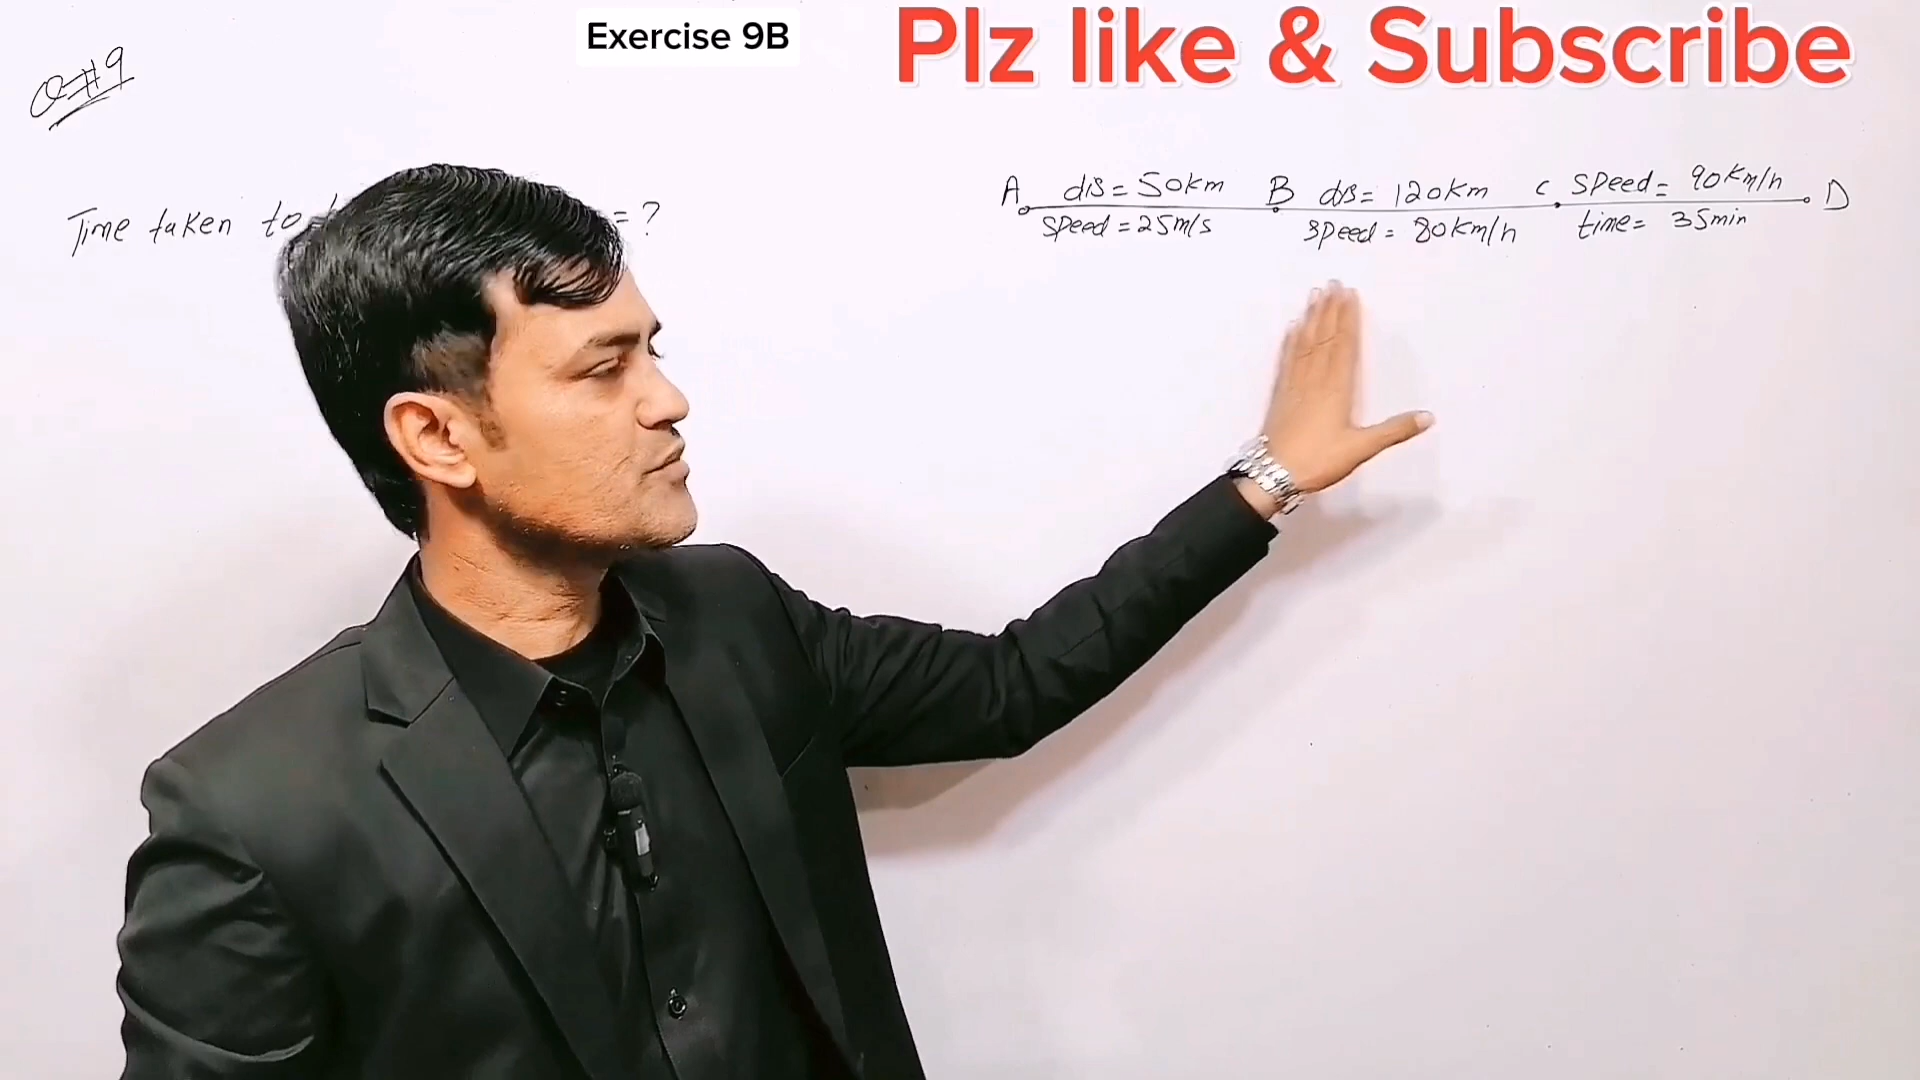 Exercise 9B
Plz like & Subscribe
Q#9
Time taken to = ?
A dis = 50km B dis = 120km C speed = 90km/h D
speed = 25m/s speed = 80km/h time = 35min